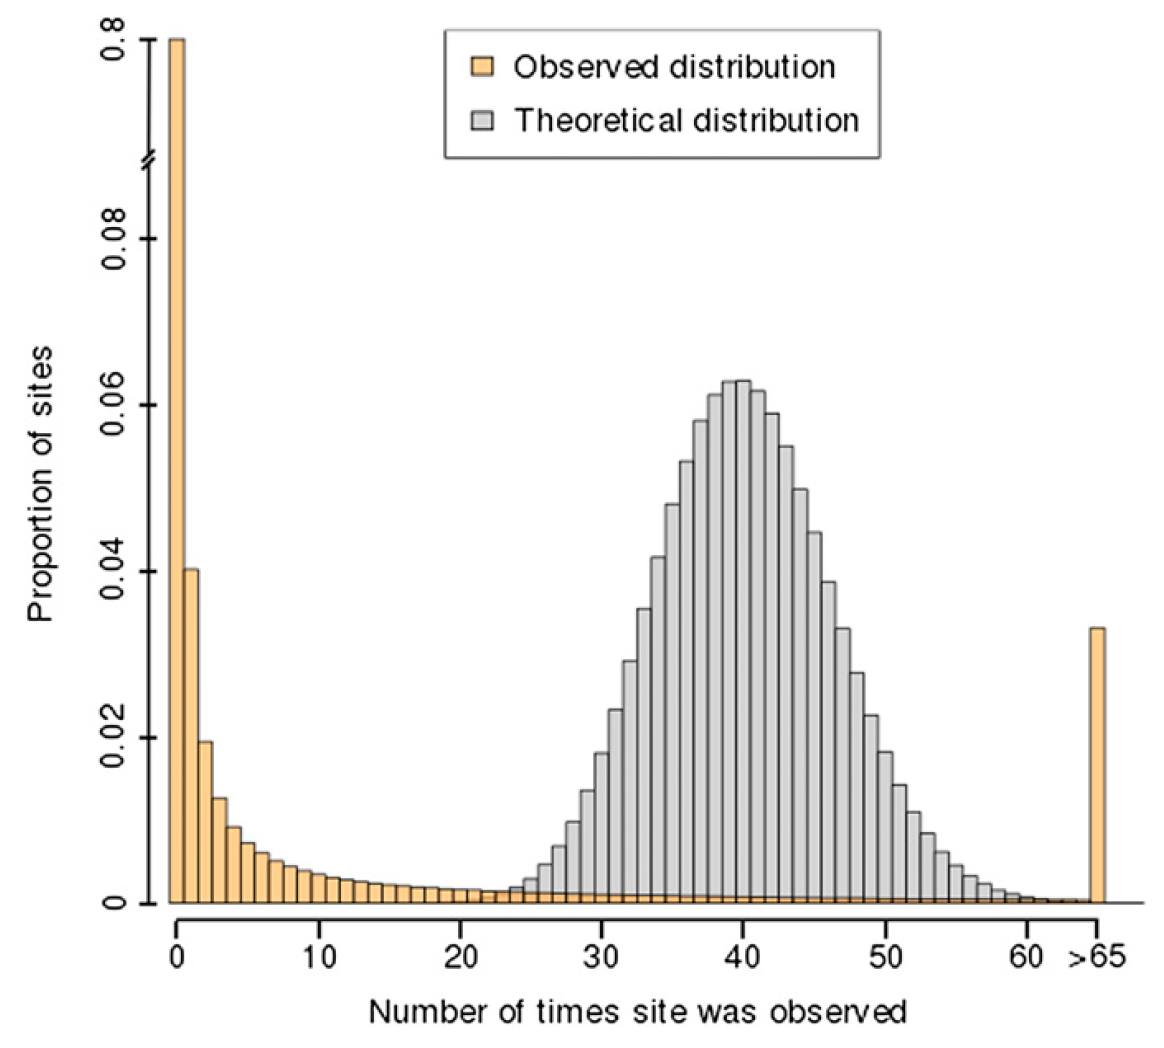 Observed distribution
Theoretical distribution
Proportion of sites
0.8
0.08
0.06
0.04
0.02
0
0 10 20 30 40 50 60 >65
Number of times site was observed